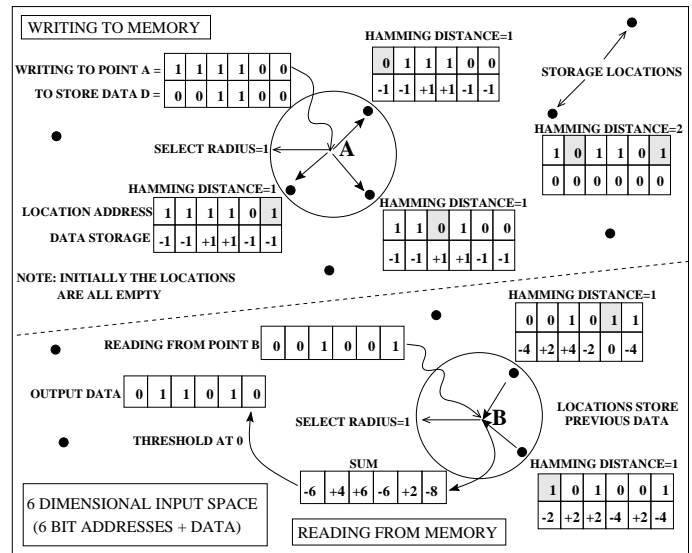 WRITING TO MEMORY
HAMMING DISTANCE=1
0 1 1 1 0 0
-1 -1 +1 +1 -1 -1
WRITING TO POINT A = 1 1 1 1 0 0
TO STORE DATA D = 0 0 1 1 0 0
STORAGE LOCATIONS
HAMMING DISTANCE=2
1 0 1 1 0 1
0 0 0 0 0 0
SELECT RADIUS=1
A
HAMMING DISTANCE=1
LOCATION ADDRESS 1 1 1 1 0 1
DATA STORAGE -1 -1 +1 +1 -1 -1
HAMMING DISTANCE=1
1 1 0 1 0 0
-1 -1 +1 +1 -1 -1
NOTE: INITIALLY THE LOCATIONS
ARE ALL EMPTY
HAMMING DISTANCE=1
0 0 1 0 1 1
-4 +2 +4 -2 0 -4
READING FROM POINT B 0 0 1 0 0 1
OUTPUT DATA 0 1 1 0 1 0
SELECT RADIUS=1
B
LOCATIONS STORE
PREVIOUS DATA
THRESHOLD AT 0
SUM
-6 +4 +6 -6 +2 -8
HAMMING DISTANCE=1
1 0 1 0 0 1
-2 +2 +2 -4 +2 -4
6 DIMENSIONAL INPUT SPACE
(6 BIT ADDRESSES + DATA)
READING FROM MEMORY